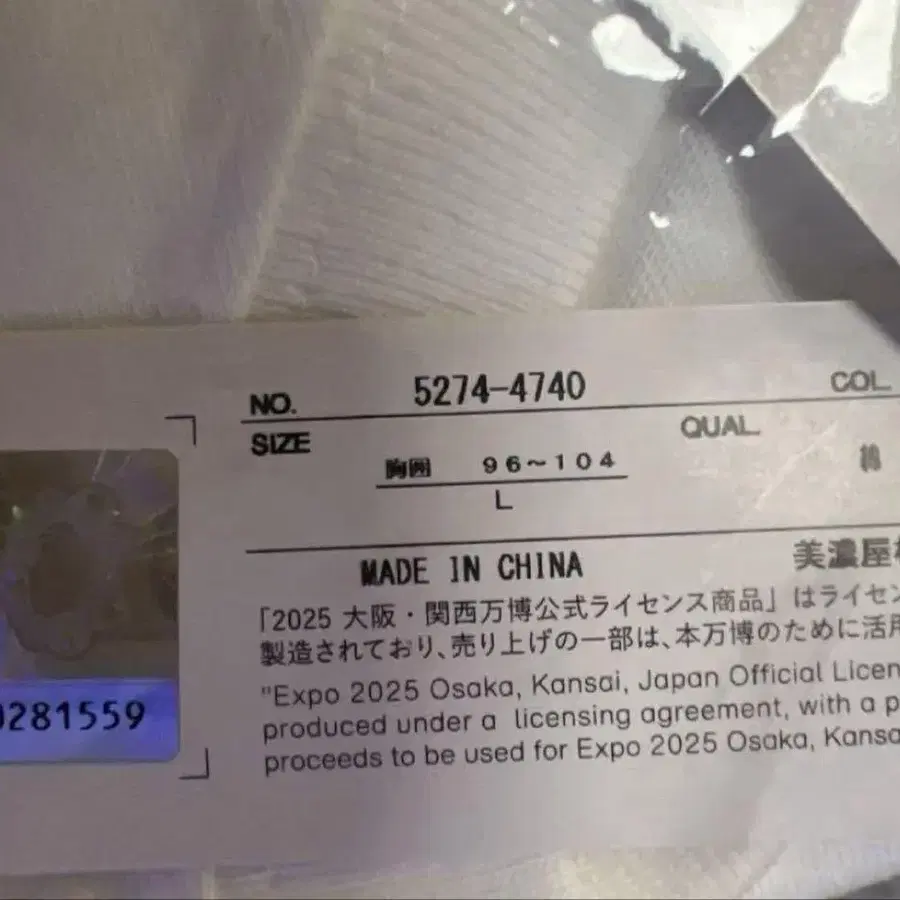 NO. 5274-4740 COL.
SIZE QUAL.
胸囲 96~104 綿
L
MADE IN CHINA 美濃屋
「2025 大阪・関西万博公式ライセンス商品」はライセン
製造されており、売り上げの一部は、本万博のために活用
"Expo 2025 Osaka, Kansai, Japan Official Licen
produced under a licensing agreement, with a p
proceeds to be used for Expo 2025 Osaka, Kansa
0281559